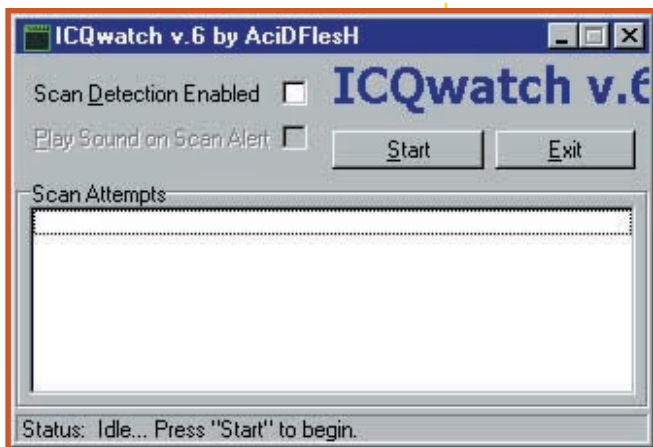 ICQwatch v.6 by AciDFlesH
Scan Detection Enabled
ICQwatch v.6
Play Sound on Scan Alert
Start
Exit
Scan Attempts
Status: Idle... Press "Start" to begin.